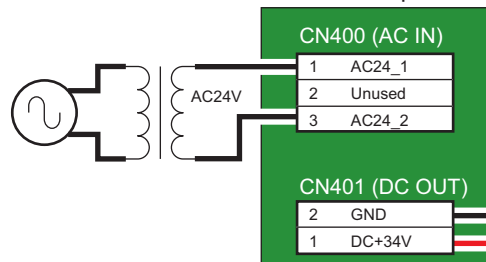 CN400 (AC IN)
1 AC24_1
AC24V
2 Unused
3 AC24_2
CN401 (DC OUT)
2 GND
1 DC+34V